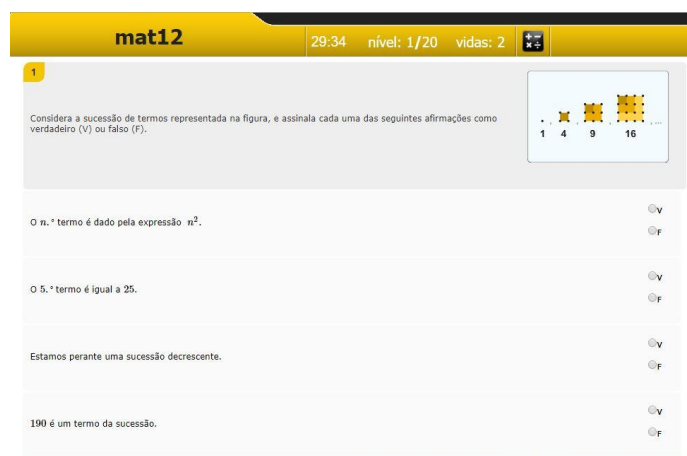 mat12
29:34 nível: 1/20 vidas: 2
1
Considera a sucessão de termos representada na figura, e assinala cada uma das seguintes afirmações como
verdadeiro (V) ou falso (F).
. , , , ,...
1 4 9 16
O n.º termo é dado pela expressão n².
V
F
O 5.º termo é igual a 25.
V
F
Estamos perante uma sucessão decrescente.
V
F
190 é um termo da sucessão.
V
F